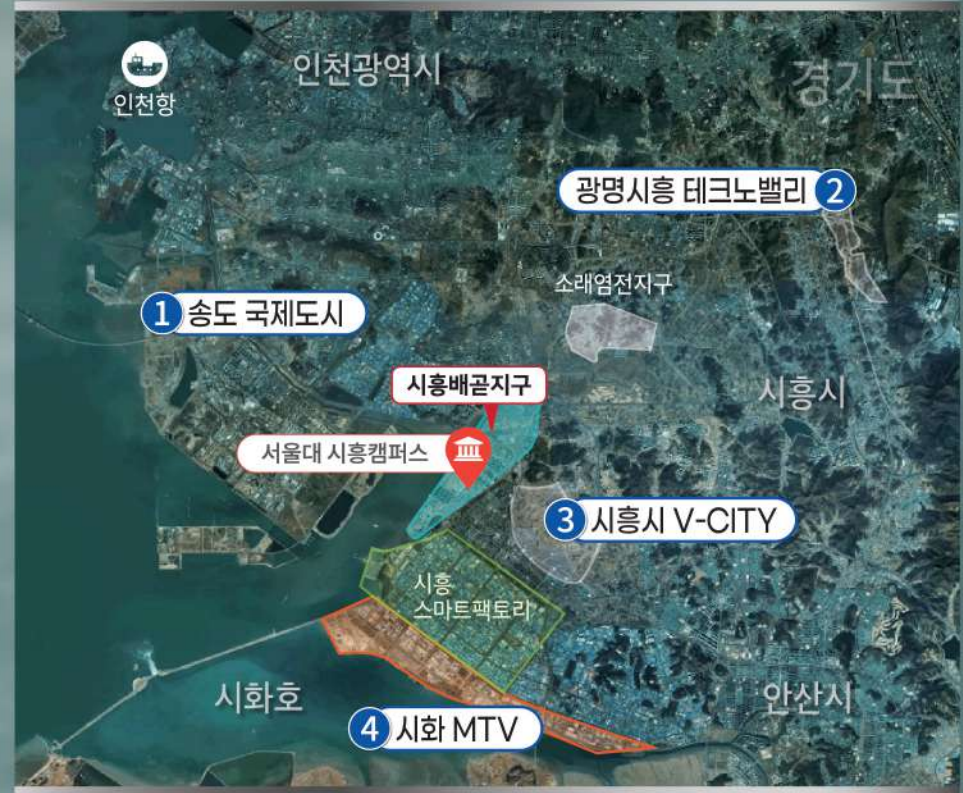 인천항
인천광역시
경기도
광명시흥 테크노밸리 2
소래염전지구
1 송도 국제도시
시흥배곧지구
시흥시
서울대 시흥캠퍼스
3 시흥시 V-CITY
시흥
스마트팩토리
시화호
안산시
4 시화 MTV